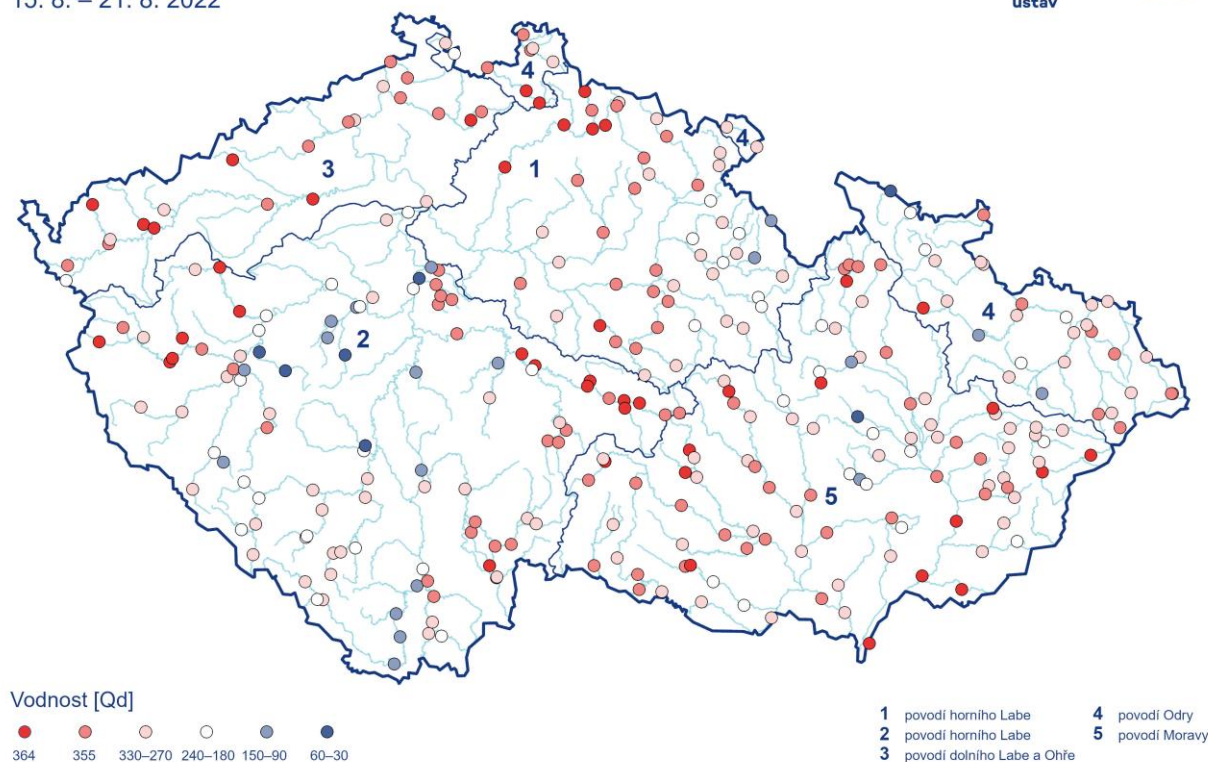 15. 8. – 21. 8. 2022
ústav
4
4
1
3
4
2
5
Vodnost [Qd]
364 355 330–270 240–180 150–90 60–30
1 povodí horního Labe
2 povodí horního Labe
3 povodí dolního Labe a Ohře
4 povodí Odry
5 povodí Moravy